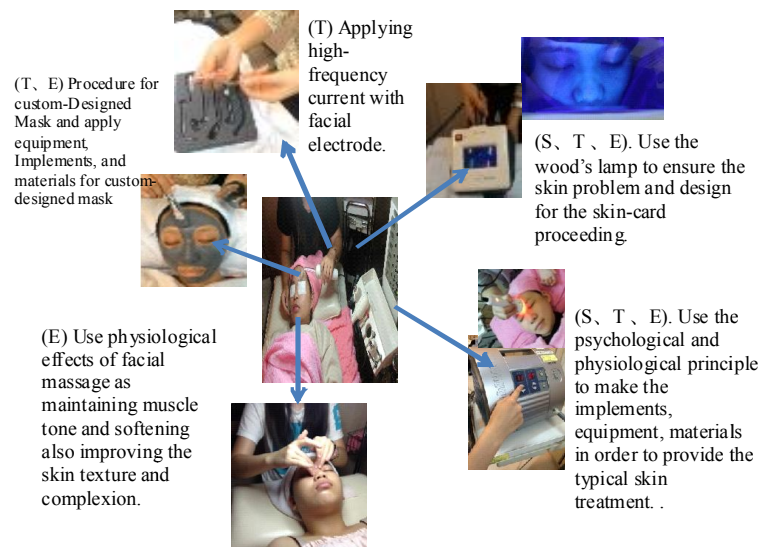 (T、E) Procedure for
custom-Designed
Mask and apply
equipment,
Implements, and
materials for custom-
designed mask
(T) Applying
high-
frequency
current with
facial
electrode.
(S、T 、E). Use the
wood's lamp to ensure the
skin problem and design
for the skin-card
proceeding.
(E) Use physiological
effects of facial
massage as
maintaining muscle
tone and softening
also improving the
skin texture and
complexion.
(S、T 、E). Use the
psychological and
physiological principle
to make the
implements,
equipment, materials
in order to provide the
typical skin
treatment. .